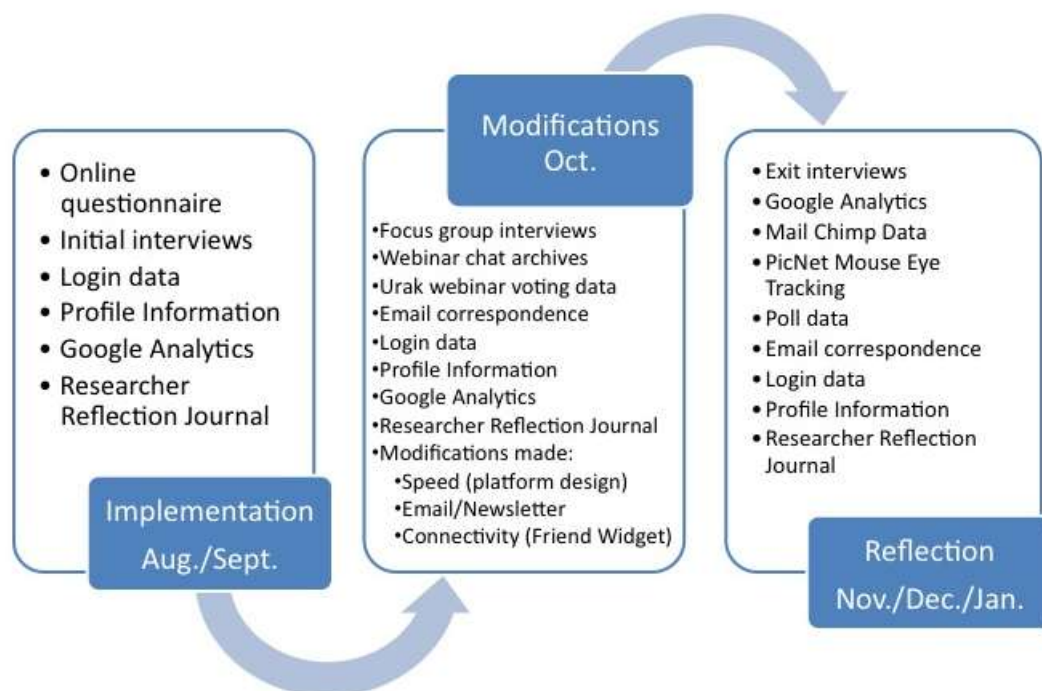 • Online
questionnaire
• Initial interviews
• Login data
• Profile Information
• Google Analytics
• Researcher
Reflection Journal
Implementation
Aug./Sept.
Modifications
Oct.
•Focus group interviews
•Webinar chat archives
•Urak webinar voting data
•Email correspondence
•Login data
•Profile Information
•Google Analytics
•Researcher Reflection Journal
•Modifications made:
•Speed (platform design)
•Email/Newsletter
•Connectivity (Friend Widget)
•Exit interviews
•Google Analytics
•Mail Chimp Data
•PicNet Mouse Eye
Tracking
•Poll data
•Email correspondence
•Login data
•Profile Information
•Researcher Reflection
Journal
Reflection
Nov./Dec./Jan.